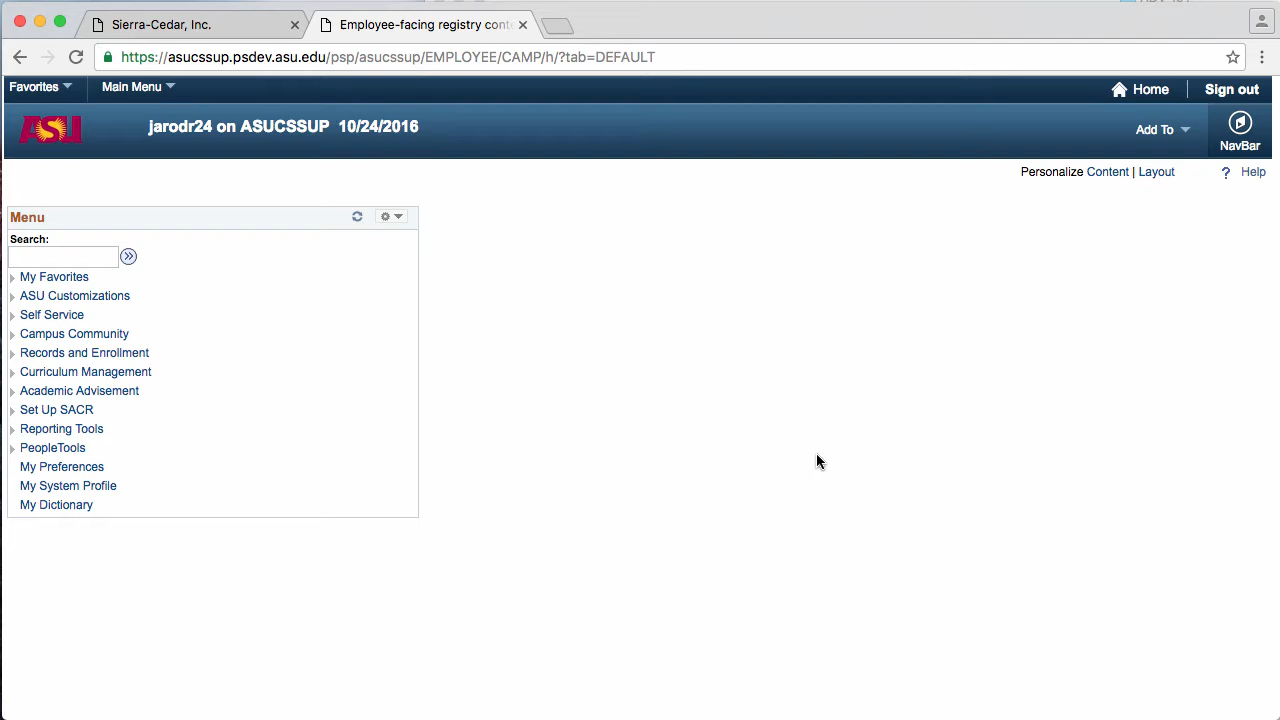 Sierra-Cedar, Inc.
Employee-facing registry cont
https://asucssup.psdev.asu.edu/psp/asucssup/EMPLOYEE/CAMP/h/?tab=DEFAULT
Favorites Main Menu Home Sign out
ASU jarodr24 on ASUCSSUP 10/24/2016 Add To NavBar
Personalize Content | Layout ? Help
Menu
Search:
My Favorites
ASU Customizations
Self Service
Campus Community
Records and Enrollment
Curriculum Management
Academic Advisement
Set Up SACR
Reporting Tools
PeopleTools
My Preferences
My System Profile
My Dictionary